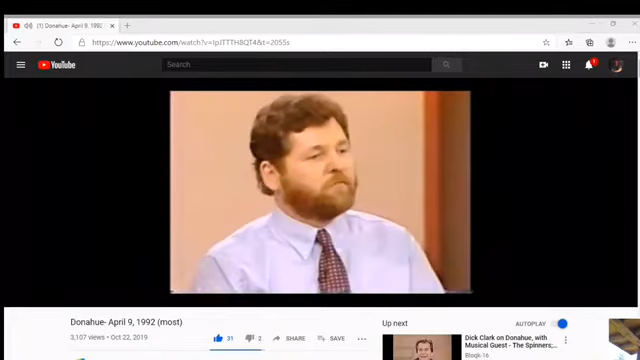 (1) Donahue- April 9, 1992
https://www.youtube.com/watch?v=IpJTTTH8QT4&t=2055s
YouTube
Search
1
Donahue- April 9, 1992 (most)
3,107 views • Oct 22, 2019
31
2
SHARE
SAVE
Up next
AUTOPLAY
Dick Clark on Donahue, with
Musical Guest - The Spinners;...
Bloqk-16